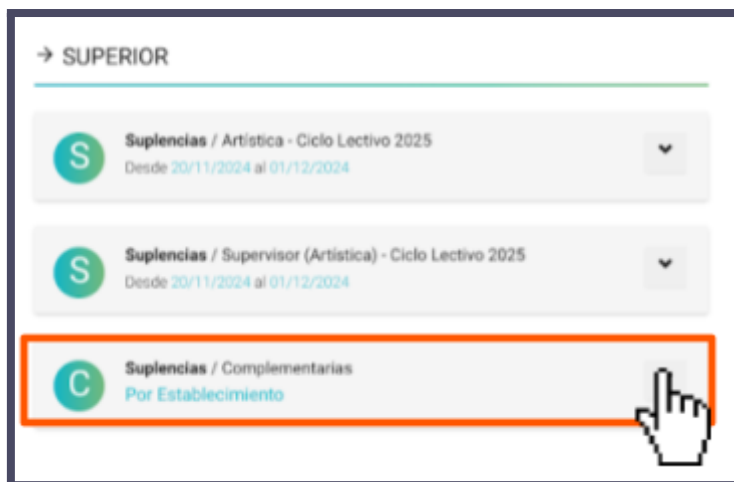 → SUPERIOR
S
Suplencias / Artística - Ciclo Lectivo 2025
Desde 20/11/2024 al 01/12/2024
S
Suplencias / Supervisor (Artística) - Ciclo Lectivo 2025
Desde 20/11/2024 al 01/12/2024
C
Suplencias / Complementarias
Por Establecimiento